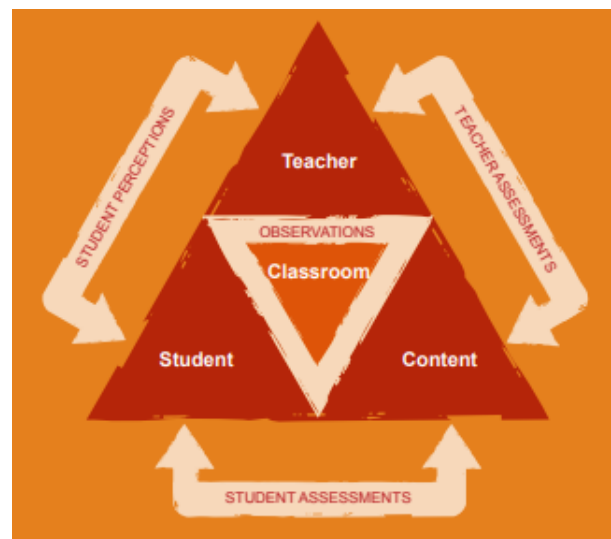 Teacher
STUDENT PERCEPTIONS
TEACHER ASSESSMENTS
OBSERVATIONS
Classroom
Student
Content
STUDENT ASSESSMENTS